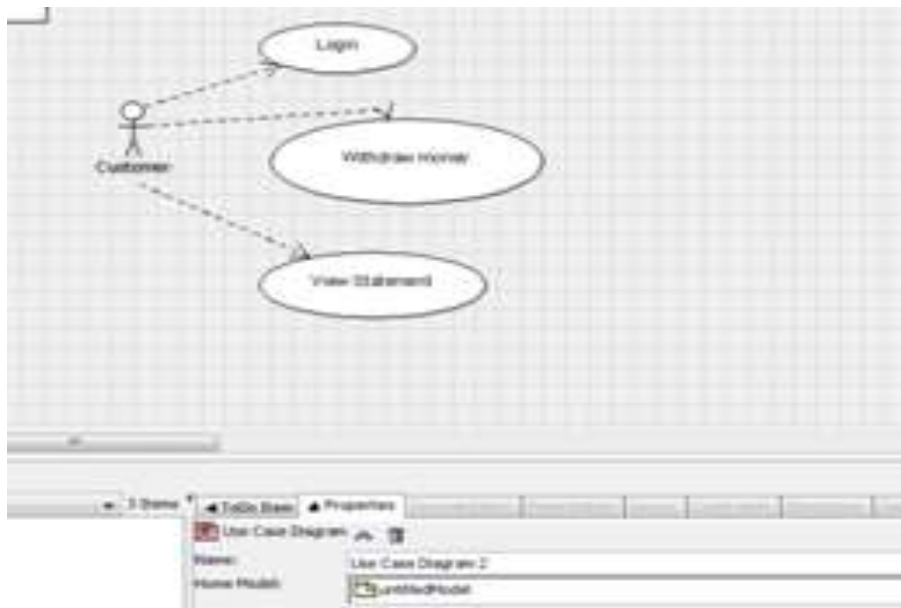 Login
Withdraw money
Customer
View Statement
3 Items
ToDo Item
Properties
Use Case Diagram
Name:
Use Case Diagram 2
Home Model:
untitledModel